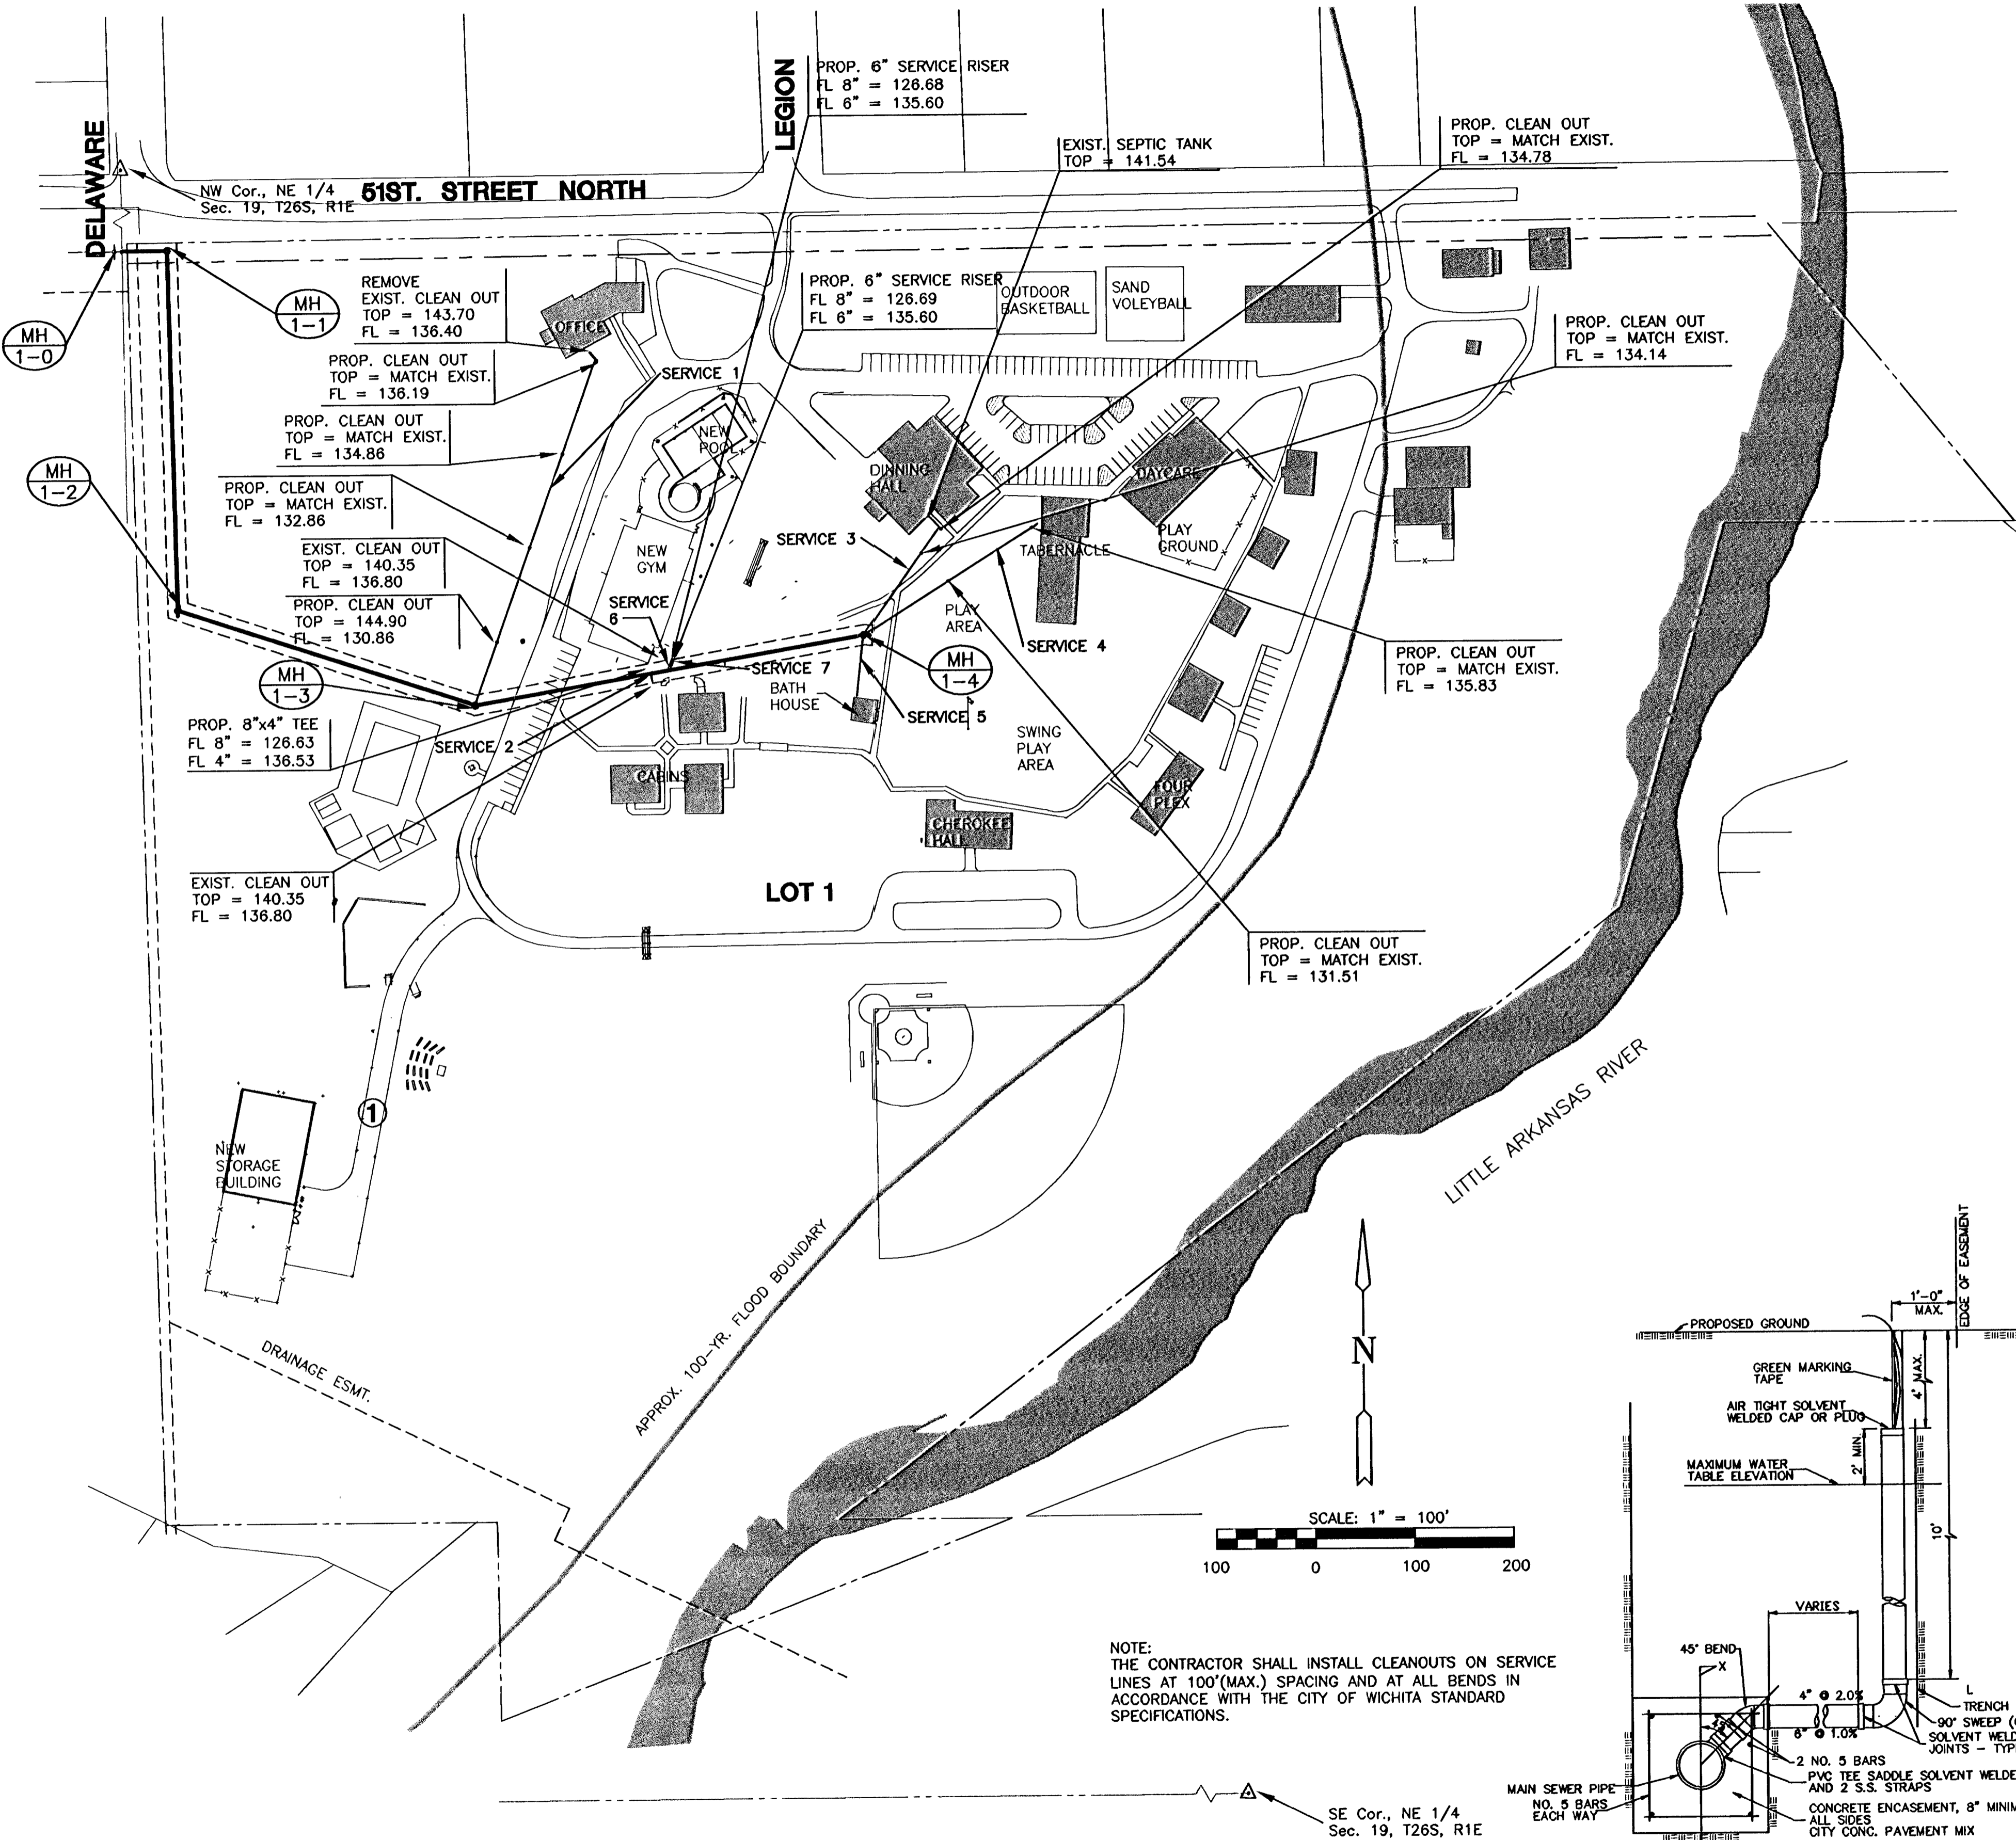 PROP. 6" SERVICE RISER
FL 8" = 126.68
FL 6" = 135.60
LEGION
DELAWARE
EXIST. SEPTIC TANK
TOP = 141.54
PROP. CLEAN OUT
TOP = MATCH EXIST.
FL = 134.78
NW Cor., NE 1/4
Sec. 19, T26S, R1E
51ST. STREET NORTH
MH
1-0
MH
1-1
REMOVE
EXIST. CLEAN OUT
TOP = 143.70
FL = 136.40
PROP. 6" SERVICE RISER
FL 8" = 126.69
FL 6" = 135.60
OUTDOOR
BASKETBALL
SAND
VOLEYBALL
OFFICE
PROP. CLEAN OUT
TOP = MATCH EXIST.
FL = 134.14
PROP. CLEAN OUT
TOP = MATCH EXIST.
FL = 136.19
SERVICE 1
PROP. CLEAN OUT
TOP = MATCH EXIST.
FL = 134.86
NEW
POOL
DINNING
HALL
DAYCARE
MH
1-2
PROP. CLEAN OUT
TOP = MATCH EXIST.
FL = 132.86
EXIST. CLEAN OUT
TOP = 140.35
FL = 136.80
NEW
GYM
SERVICE 3
TABERNACLE
PLAY
GROUND
PROP. CLEAN OUT
TOP = 144.90
FL = 130.86
SERVICE
6
PLAY
AREA
SERVICE 4
PROP. CLEAN OUT
TOP = MATCH EXIST.
FL = 135.83
MH
1-3
SERVICE 7
MH
1-4
BATH
HOUSE
SERVICE 5
PROP. 8"x4" TEE
FL 8" = 126.63
FL 4" = 136.53
SERVICE 2
SWING
PLAY
AREA
CABINS
FOUR
PLEX
CHEROKEE
HALL
EXIST. CLEAN OUT
TOP = 140.35
FL = 136.80
LOT 1
PROP. CLEAN OUT
TOP = MATCH EXIST.
FL = 131.51
1
NEW
STORAGE
BUILDING
LITTLE ARKANSAS RIVER
APPROX. 100-YR. FLOOD BOUNDARY
DRAINAGE ESMT.
N
SCALE: 1" = 100'
100 0 100 200
NOTE:
THE CONTRACTOR SHALL INSTALL CLEANOUTS ON SERVICE
LINES AT 100'(MAX.) SPACING AND AT ALL BENDS IN
ACCORDANCE WITH THE CITY OF WICHITA STANDARD
SPECIFICATIONS.
SE Cor., NE 1/4
Sec. 19, T26S, R1E
EDGE OF EASEMENT
1'-0"
MAX.
PROPOSED GROUND
GREEN MARKING
TAPE
4' MAX.
AIR TIGHT SOLVENT
WELDED CAP OR PLUG
2' MIN.
MAXIMUM WATER
TABLE ELEVATION
10'
VARIES
45° BEND
X
4" @ 2.0%
6" @ 1.0%
L
TRENCH
90° SWEEP
SOLVENT
JOINTS -
2 NO. 5 BARS
PVC TEE SADDLE SOLVENT
AND 2 S.S. STRAPS
MAIN SEWER PIPE
NO. 5 BARS
EACH WAY
CONCRETE ENCASEMENT, 8"
ALL SIDES
CITY CONC. PAVEMENT MIX